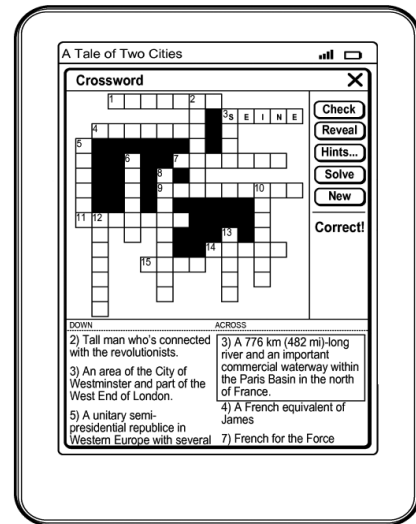 A Tale of Two Cities
Crossword
1
2
3 S E I N E
4
5
6
7
8
9
10
11
12
13
14
15
Check
Reveal
Hints...
Solve
New
Correct!
DOWN
2) Tall man who's connected
with the revolutionists.
3) An area of the City of
Westminster and part of the
West End of London.
5) A unitary semi-
presidential republice in
Western Europe with several
ACROSS
3) A 776 km (482 mi)-long
river and an important
commercial waterway within
the Paris Basin in the north
of France.
4) A French equivalent of
James
7) French for the Force